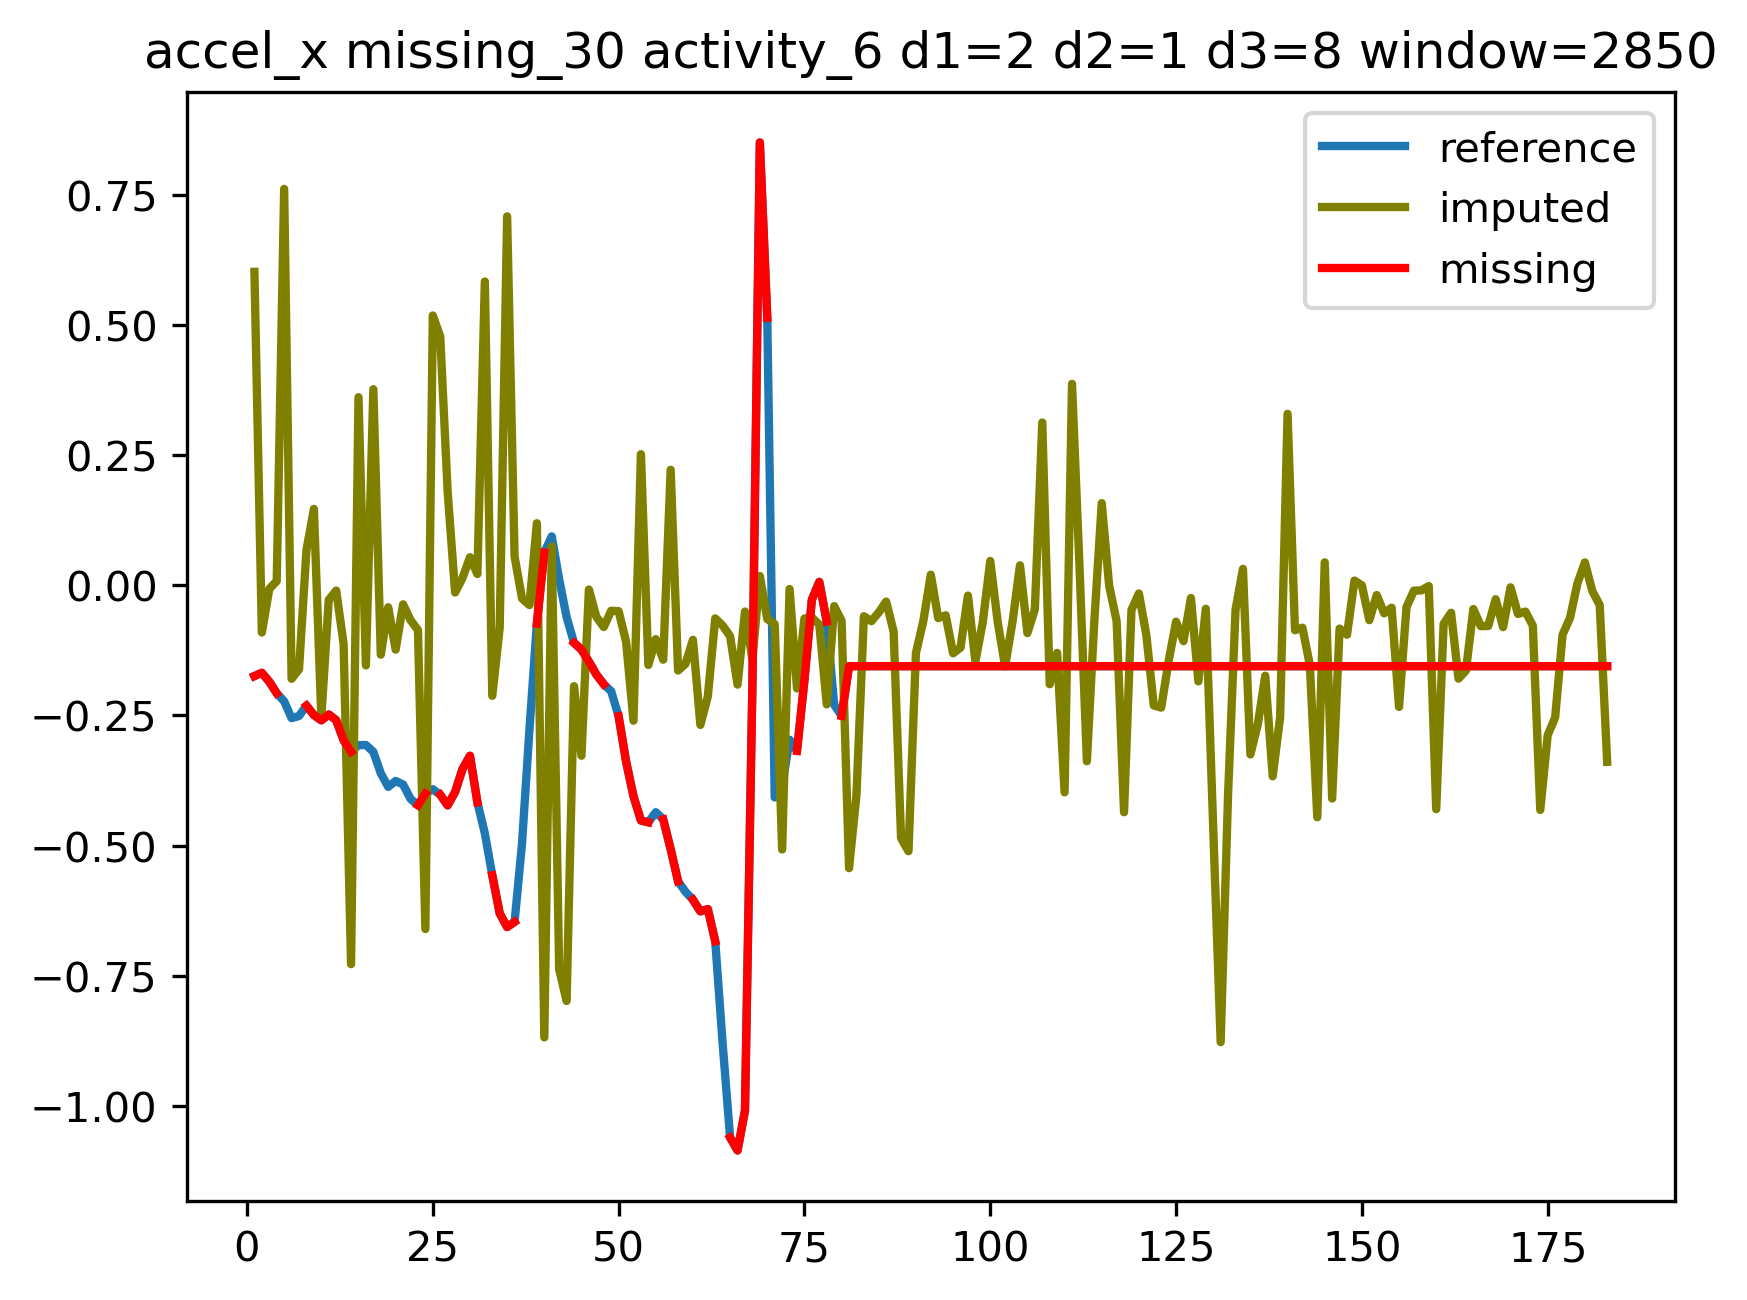 accel_x missing_30 activity_6 d1=2 d2=1 d3=8 window=2850
reference
imputed
missing
0.75
0.50
0.25
0.00
−0.25
−0.50
−0.75
−1.00
0 25 50 75 100 125 150 175